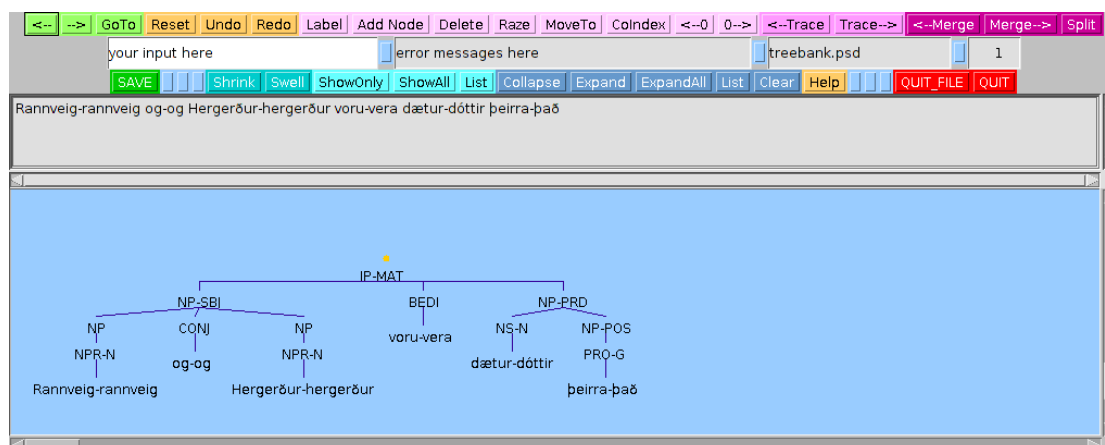 <-- --> GoTo Reset Undo Redo Label Add Node Delete Raze MoveTo CoIndex <--0 0--> <--Trace Trace--> <--Merge Merge--> Split
your input here error messages here treebank.psd 1
SAVE Shrink Swell ShowOnly ShowAll List Collapse Expand ExpandAll List Clear Help QUIT_FILE QUIT
Rannveig-rannveig og-og Hergerður-hergerður voru-vera dætur-dóttir þeirra-það
IP-MAT
NP-SBJ BEDI NP-PRD
NP CONJ NP voru-vera NS-N NP-POS
NPR-N og-og NPR-N dætur-dóttir PRO-G
Rannveig-rannveig Hergerður-hergerður þeirra-það